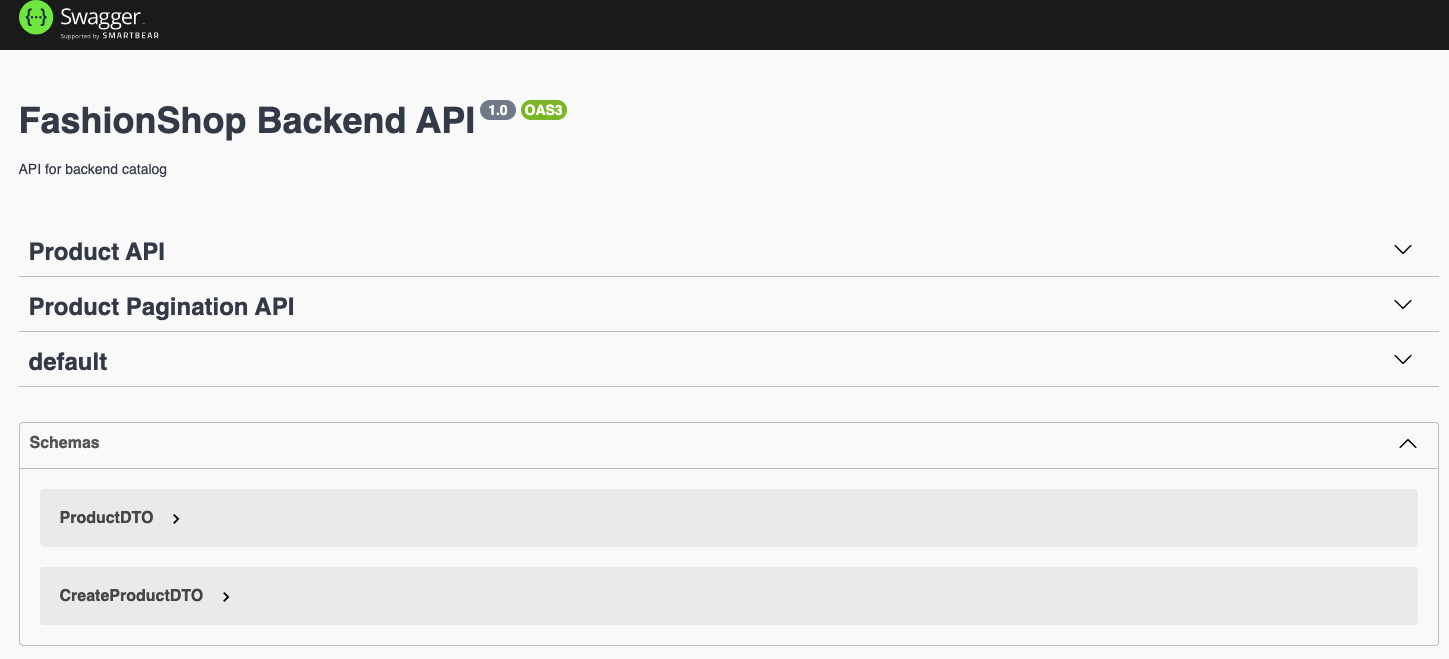 Swagger
Supported by SMARTBEAR
FashionShop Backend API 1.0 OAS3
API for backend catalog
Product API
Product Pagination API
default
Schemas
ProductDTO
CreateProductDTO